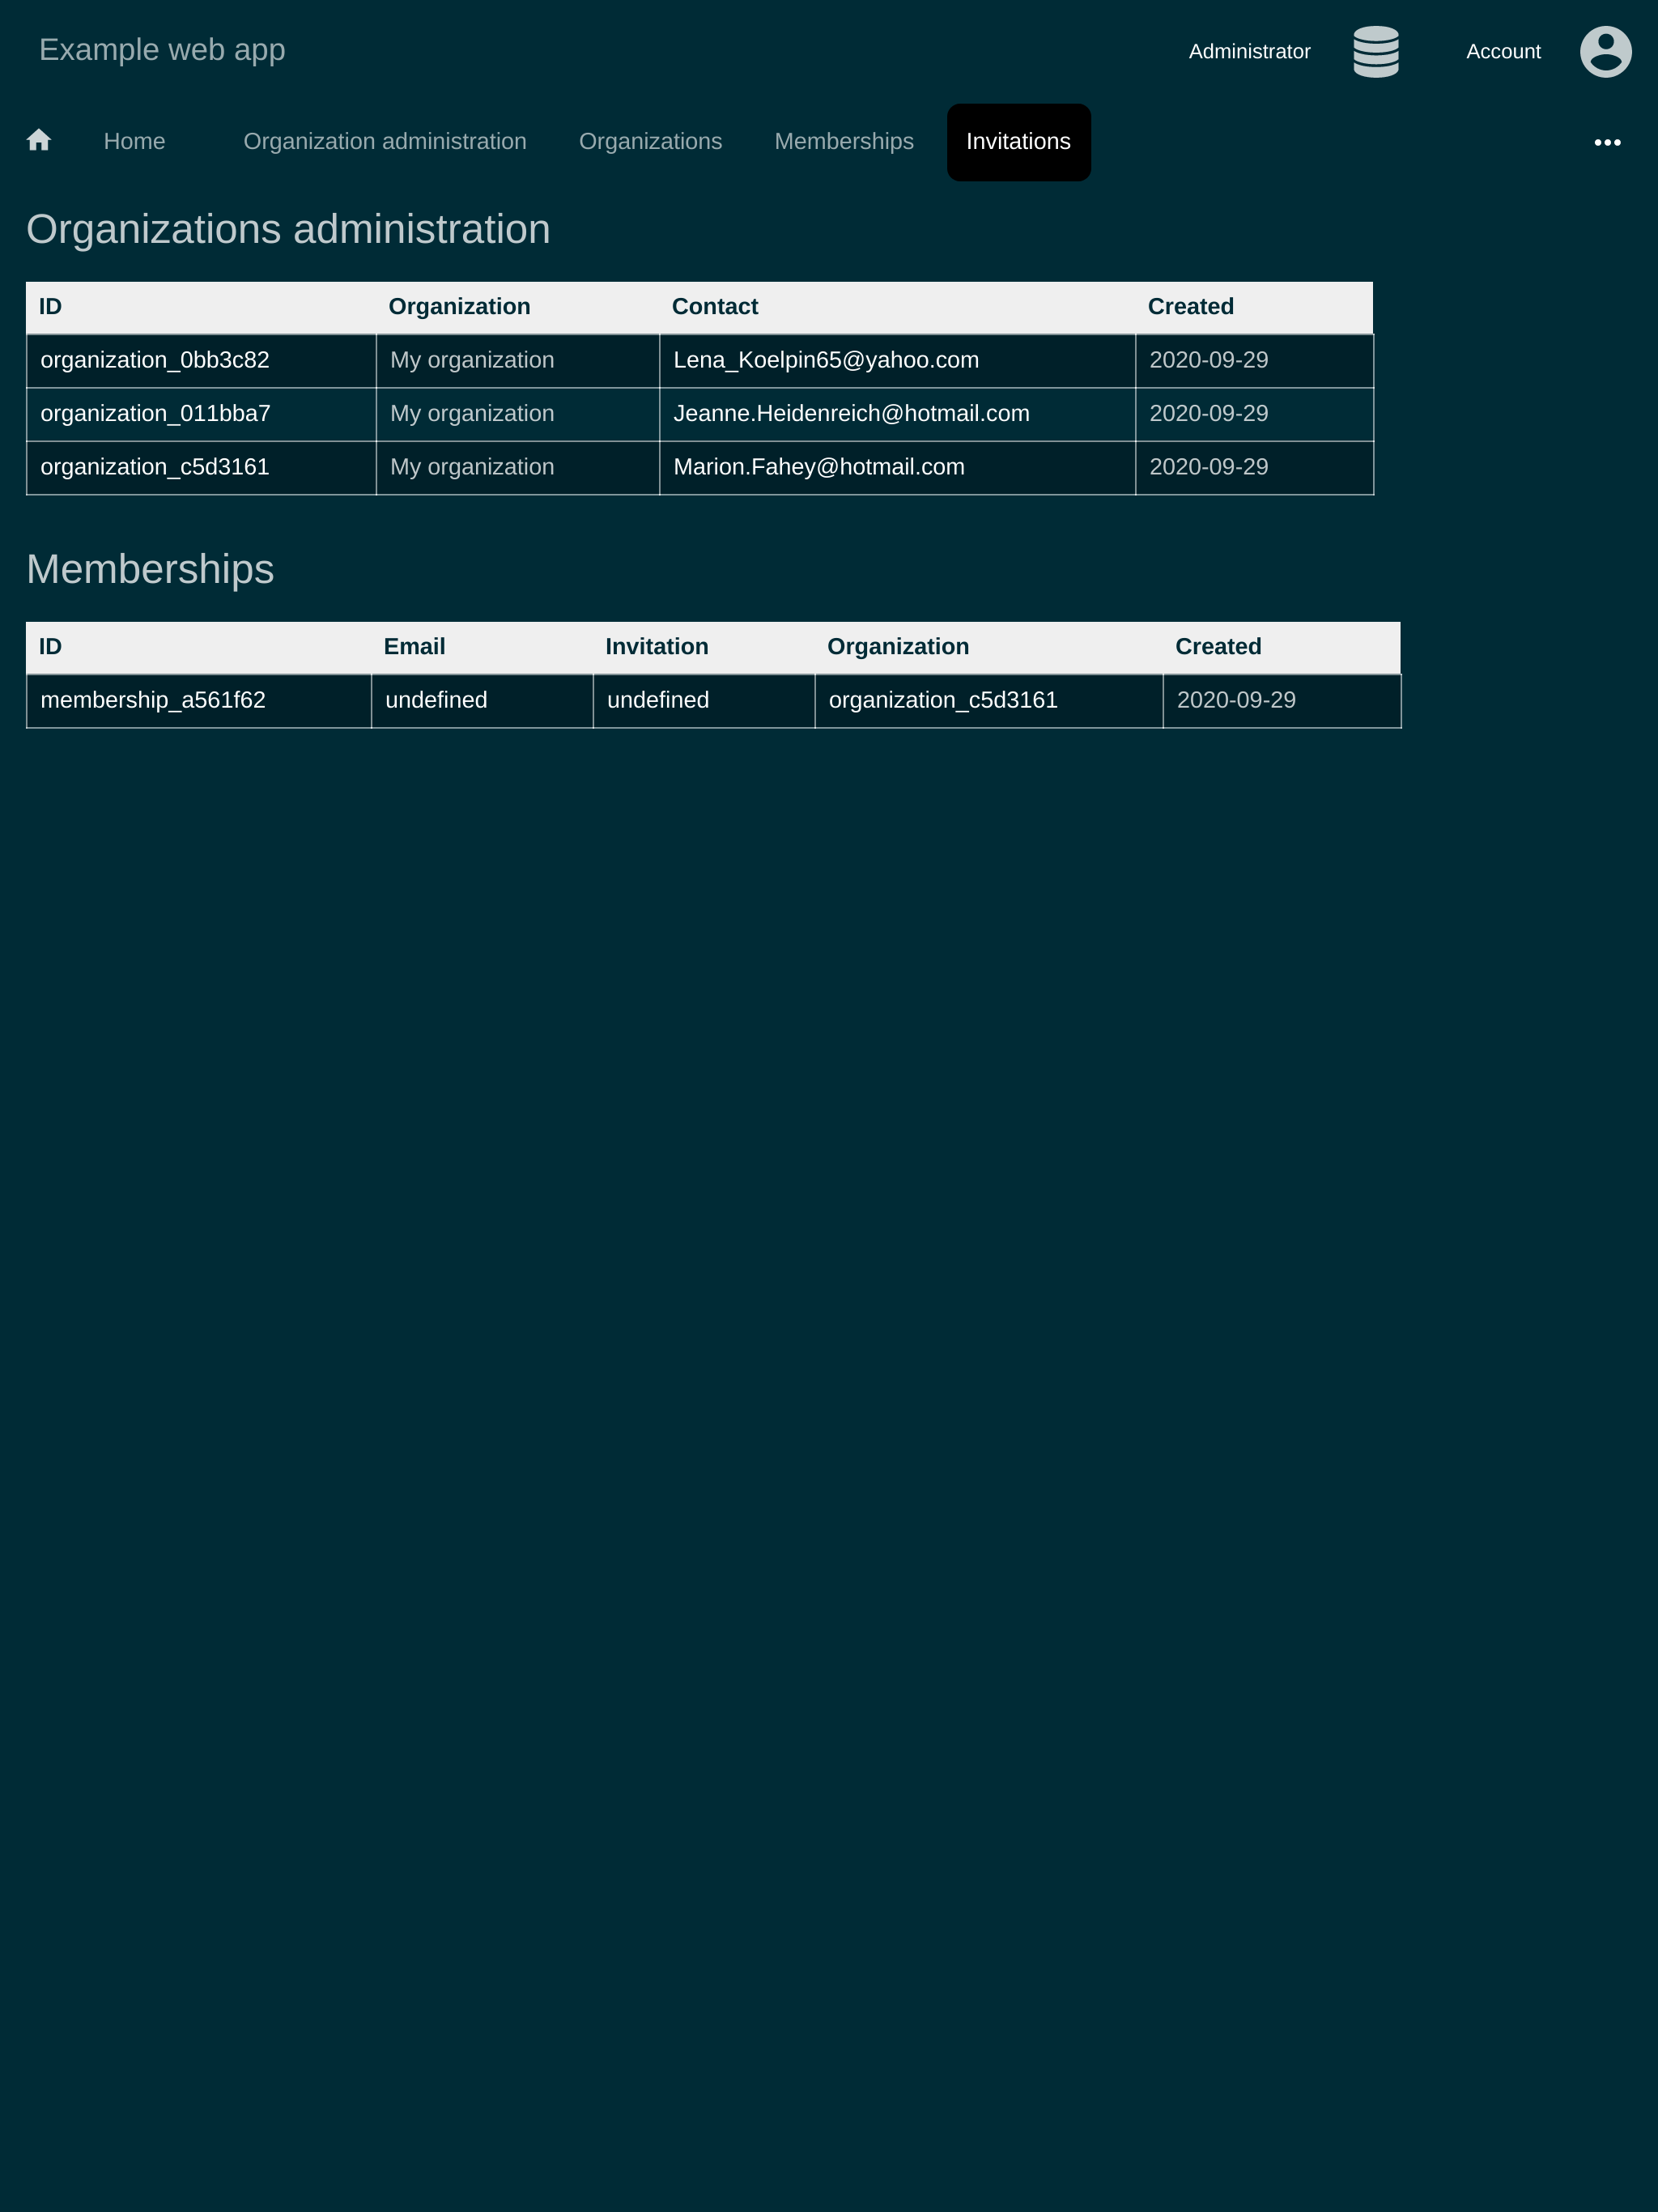 Example web app
Administrator
Account
Home Organization administration Organizations Memberships Invitations
Organizations administration
ID Organization Contact Created
organization_0bb3c82 My organization Lena_Koelpin65@yahoo.com 2020-09-29
organization_011bba7 My organization Jeanne.Heidenreich@hotmail.com 2020-09-29
organization_c5d3161 My organization Marion.Fahey@hotmail.com 2020-09-29
Memberships
ID Email Invitation Organization Created
membership_a561f62 undefined undefined organization_c5d3161 2020-09-29